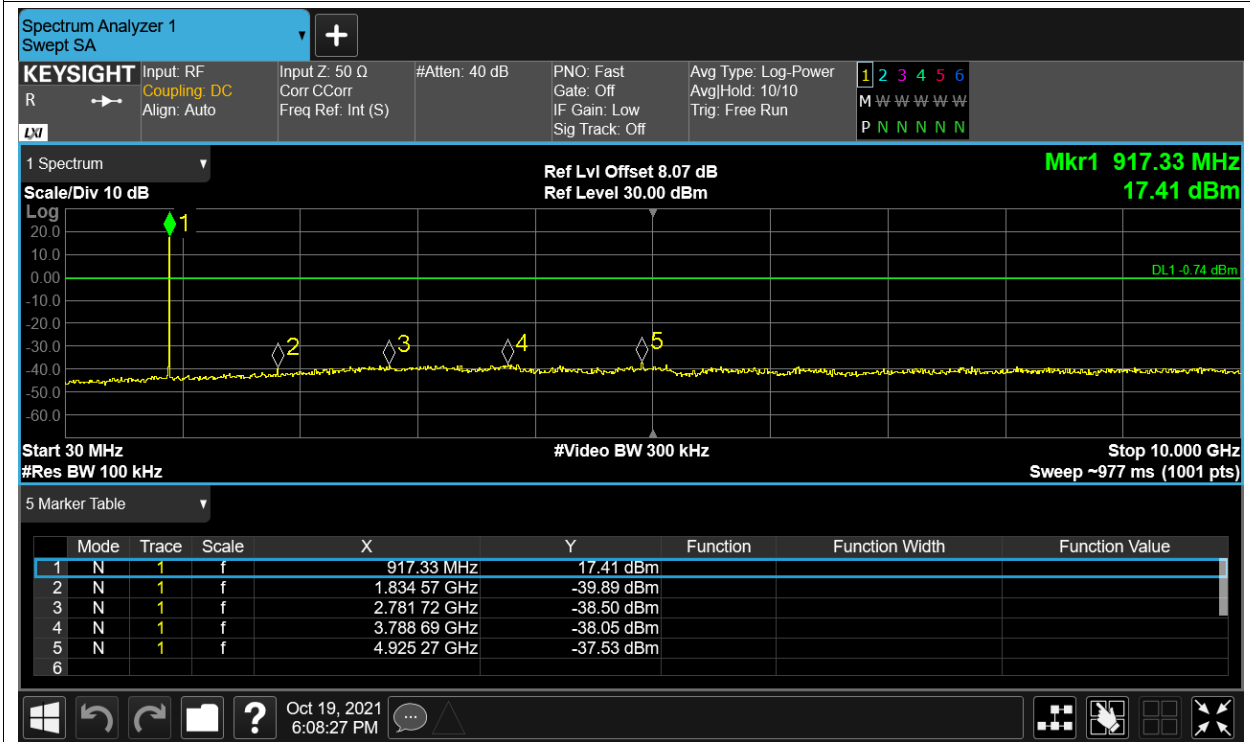 Spectrum Analyzer 1
Swept SA
+
KEYSIGHT Input: RF Input Z: 50 Ω #Atten: 40 dB PNO: Fast Avg Type: Log-Power 1 2 3 4 5 6
R Coupling: DC Corr CCorr Gate: Off Avg|Hold: 10/10 M W W W W W
Align: Auto Freq Ref: Int (S) IF Gain: Low Trig: Free Run
LXI Sig Track: Off P N N N N N
1 Spectrum Ref Lvl Offset 8.07 dB Mkr1 917.33 MHz
Scale/Div 10 dB Ref Level 30.00 dBm 17.41 dBm
Log
1
20.0
10.0
0.00 DL1 -0.74 dBm
-10.0
-20.0
-30.0 2 3 4 5
-40.0
-50.0
-60.0
Start 30 MHz #Video BW 300 kHz Stop 10.000 GHz
#Res BW 100 kHz Sweep ~977 ms (1001 pts)
5 Marker Table
Mode Trace Scale X Y Function Function Width Function Value
1 N 1 f 917.33 MHz 17.41 dBm
2 N 1 f 1.834 57 GHz -39.89 dBm
3 N 1 f 2.781 72 GHz -38.50 dBm
4 N 1 f 3.788 69 GHz -38.05 dBm
5 N 1 f 4.925 27 GHz -37.53 dBm
6
? Oct 19, 2021
6:08:27 PM